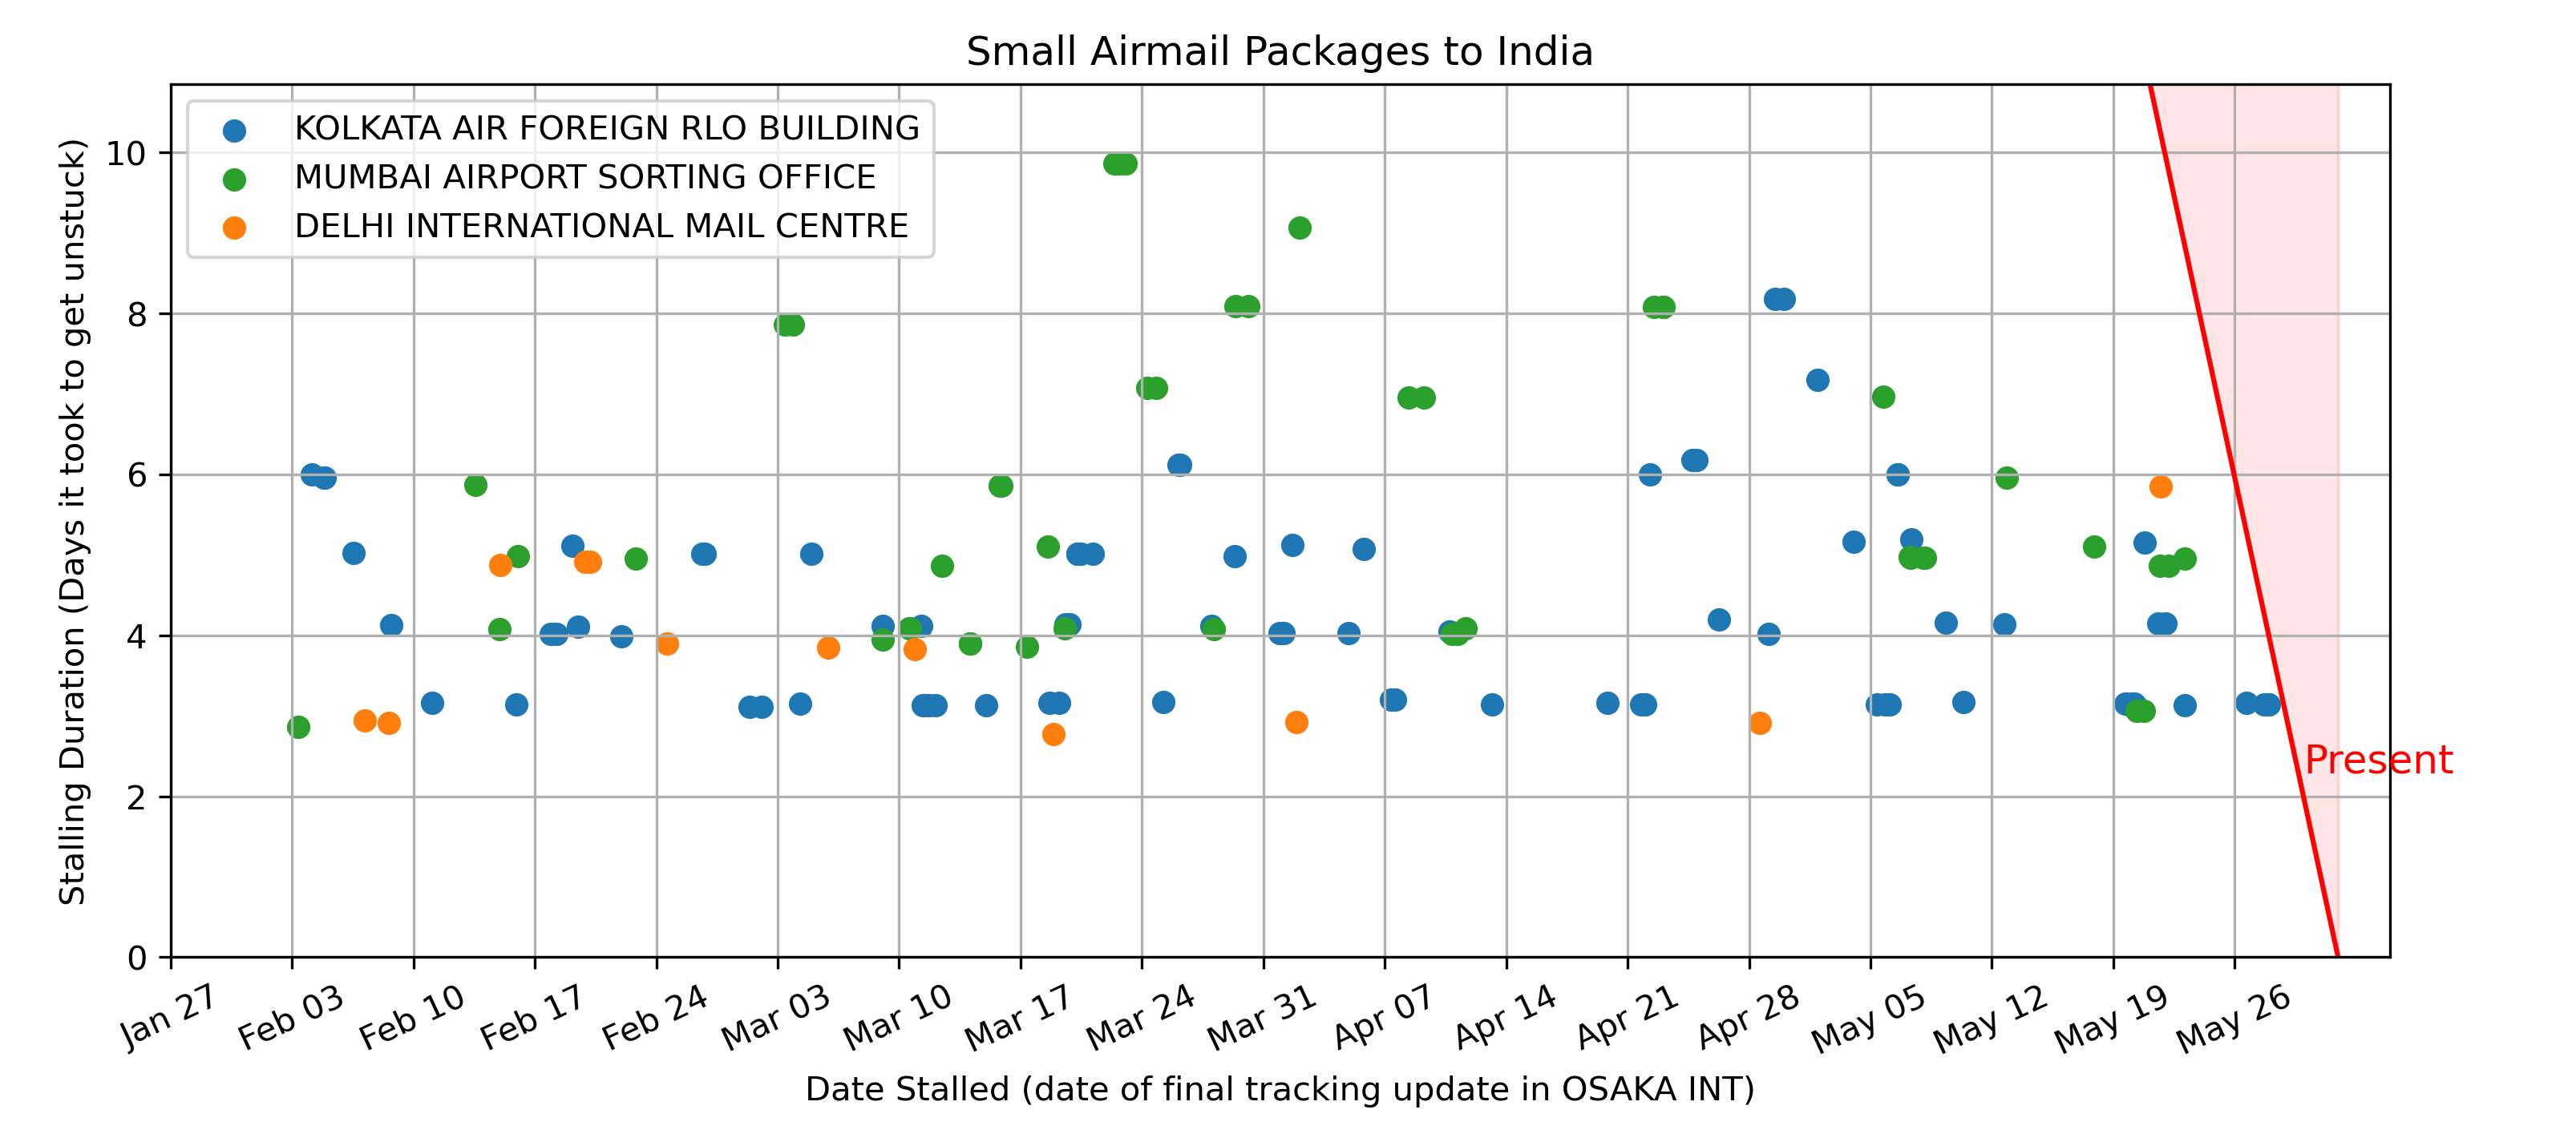 Small Airmail Packages to India
KOLKATA AIR FOREIGN RLO BUILDING
MUMBAI AIRPORT SORTING OFFICE
DELHI INTERNATIONAL MAIL CENTRE
Stalling Duration (Days it took to get unstuck)
10
8
6
4
2
0
Present
Jan 27
Feb 03
Feb 10
Feb 17
Feb 24
Mar 03
Mar 10
Mar 17
Mar 24
Mar 31
Apr 07
Apr 14
Apr 21
Apr 28
May 05
May 12
May 19
May 26
Date Stalled (date of final tracking update in OSAKA INT)